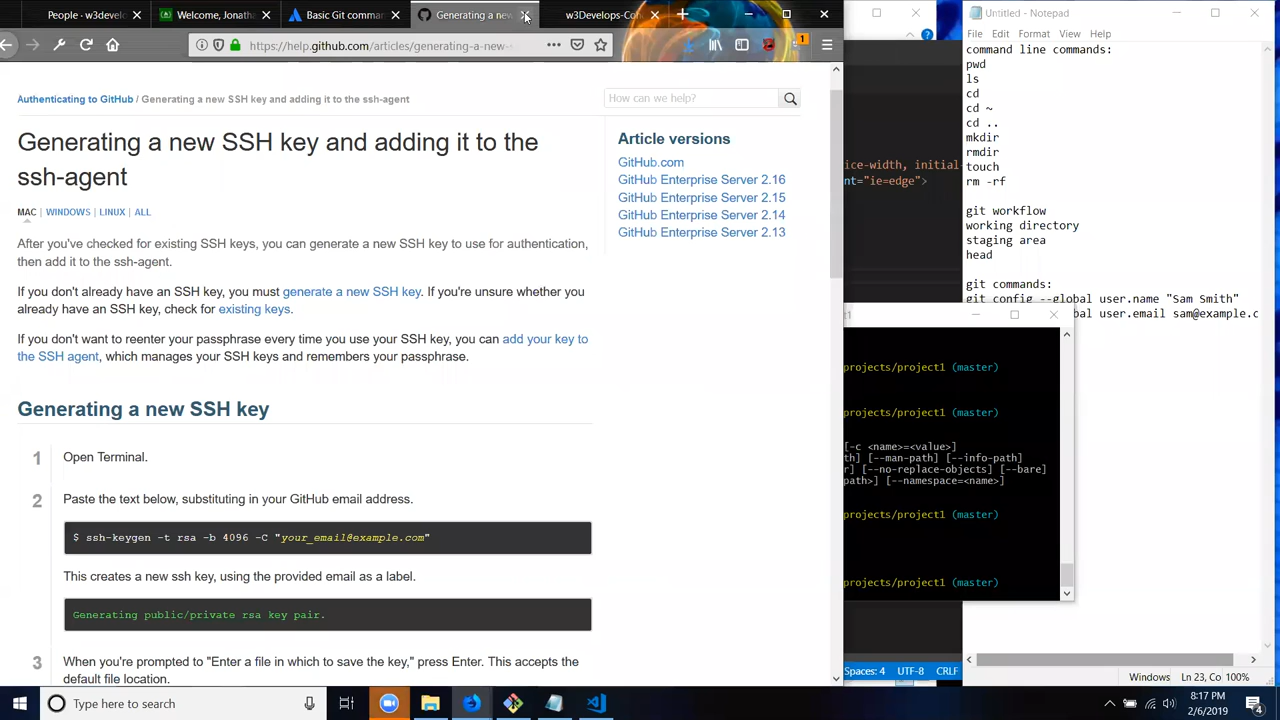 People - w3develo
Welcome, Jonatha
Basic Git comman
Generating a new
w3Develops-Con
https://help.github.com/articles/generating-a-new-
1
Authenticating to GitHub / Generating a new SSH key and adding it to the ssh-agent
How can we help?
Generating a new SSH key and adding it to the
ssh-agent
MAC | WINDOWS | LINUX | ALL
After you've checked for existing SSH keys, you can generate a new SSH key to use for authentication,
then add it to the ssh-agent.
If you don't already have an SSH key, you must generate a new SSH key. If you're unsure whether you
already have an SSH key, check for existing keys.
If you don't want to reenter your passphrase every time you use your SSH key, you can add your key to
the SSH agent, which manages your SSH keys and remembers your passphrase.
Generating a new SSH key
1 Open Terminal.
2 Paste the text below, substituting in your GitHub email address.
$ ssh-keygen -t rsa -b 4096 -C "your_email@example.com"
This creates a new ssh key, using the provided email as a label.
Generating public/private rsa key pair.
3 When you're prompted to "Enter a file in which to save the key," press Enter. This accepts the
default file location.
Article versions
GitHub.com
GitHub Enterprise Server 2.16
GitHub Enterprise Server 2.15
GitHub Enterprise Server 2.14
GitHub Enterprise Server 2.13
ice-width, initial-
nt="ie=edge">
t1
projects/project1 (master)
projects/project1 (master)
[-c <name>=<value>]
th] [--man-path] [--info-path]
r] [--no-replace-objects] [--bare]
path>] [--namespace=<name>]
projects/project1 (master)
projects/project1 (master)
Spaces: 4 UTF-8 CRLF
Untitled - Notepad
File Edit Format View Help
command line commands:
pwd
ls
cd
cd ~
cd ..
mkdir
rmdir
touch
rm -rf
git workflow
working directory
staging area
head
git commands:
git config --global user.name "Sam Smith"
bal user.email sam@example.c
Windows Ln 23, Co 100%
Type here to search
8:17 PM
2/6/2019
4